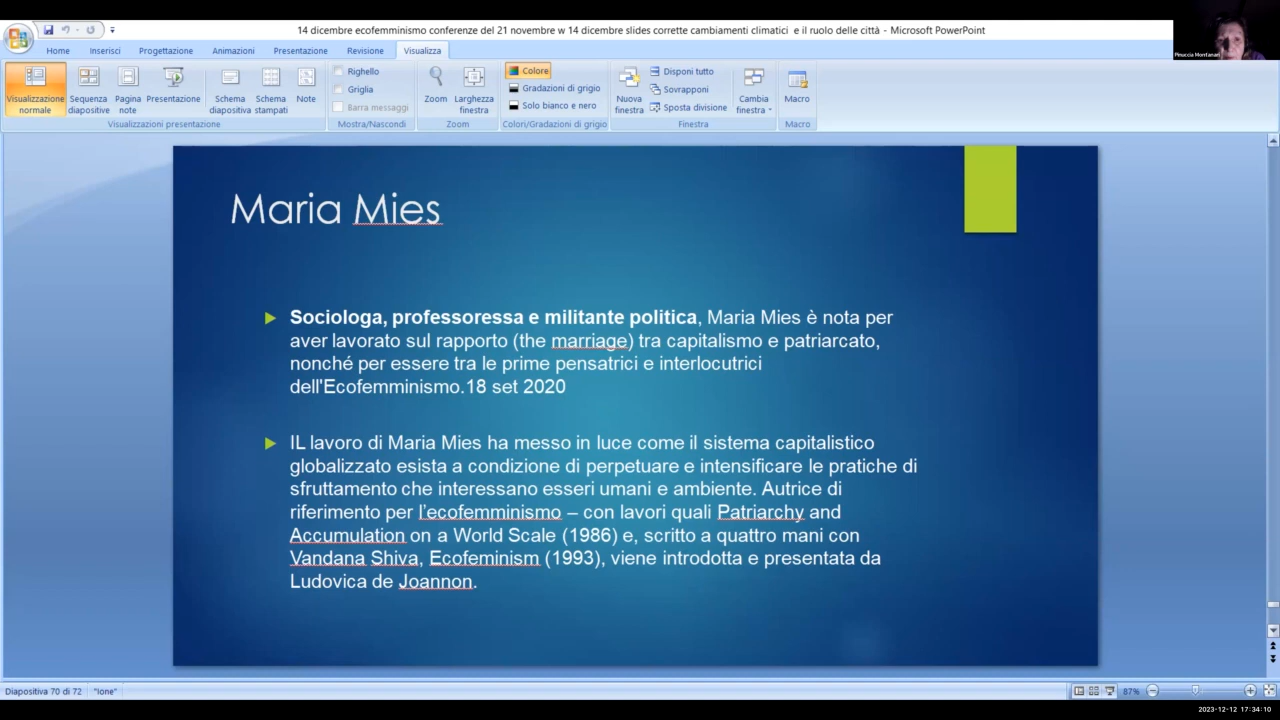 14 dicembre ecofemminismo conferenze del 21 novembre w 14 dicembre slides corrette cambiamenti climatici e il ruolo delle città - Microsoft PowerPoint
Pinuccia Montanari
Home Inserisci Progettazione Animazioni Presentazione Revisione Visualizza
Visualizzazione normale
Sequenza diapositive
Pagina note
Presentazione
Schema diapositiva
Schema stampati
Note
Visualizzazioni presentazione
Righello
Griglia
Barra messaggi
Mostra/Nascondi
Zoom
Larghezza finestra
Zoom
Colore
Gradazioni di grigio
Solo bianco e nero
Colori/Gradazioni di grigio
Nuova finestra
Disponi tutto
Sovrapponi
Sposta divisione
Cambia finestra
Finestra
Macro
Macro
Maria Mies
Sociologa, professoressa e militante politica, Maria Mies è nota per
aver lavorato sul rapporto (the marriage) tra capitalismo e patriarcato,
nonché per essere tra le prime pensatrici e interlocutrici
dell'Ecofemminismo.18 set 2020
IL lavoro di Maria Mies ha messo in luce come il sistema capitalistico
globalizzato esista a condizione di perpetuare e intensificare le pratiche di
sfruttamento che interessano esseri umani e ambiente. Autrice di
riferimento per l'ecofemminismo – con lavori quali Patriarchy and
Accumulation on a World Scale (1986) e, scritto a quattro mani con
Vandana Shiva, Ecofeminism (1993), viene introdotta e presentata da
Ludovica de Joannon.
Diapositiva 70 di 72 "Ione" 87%
2023-12-12 17:34:10